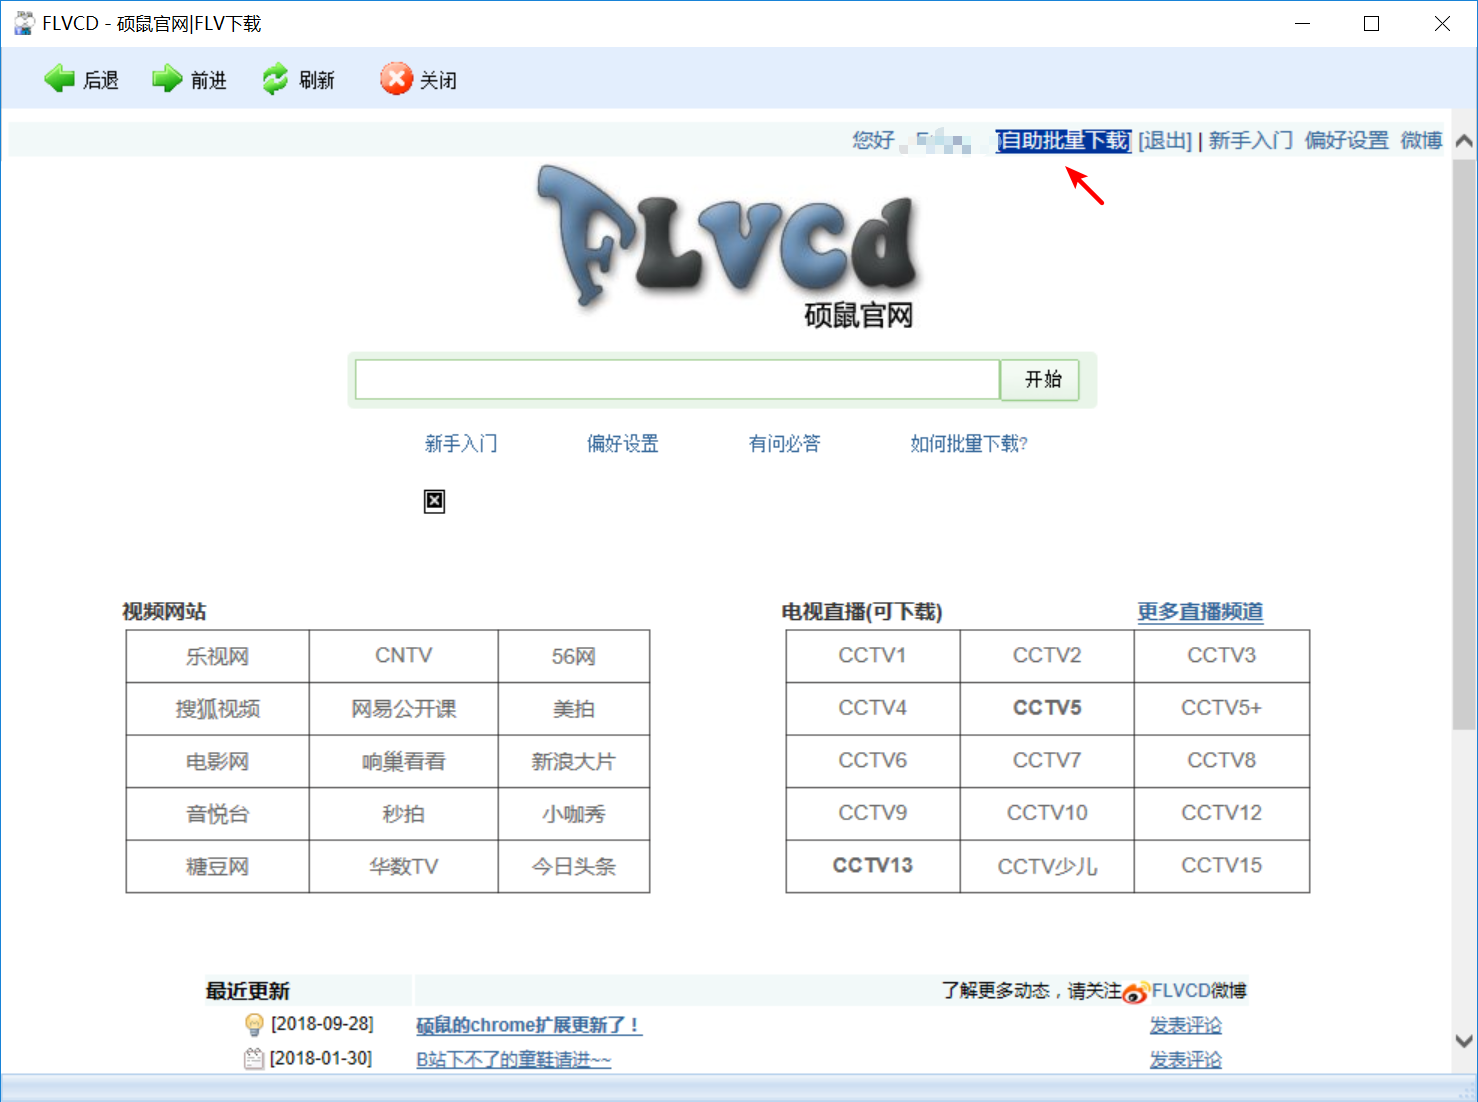 FLVCD - 硕鼠官网|FLV下载
后退 前进 刷新 关闭
您好 [自助批量下载] [退出] | 新手入门 偏好设置 微博
FLVCD
硕鼠官网
开始
新手入门 偏好设置 有问必答 如何批量下载?
视频网站
乐视网 CNTV 56网
搜狐视频 网易公开课 美拍
电影网 响巢看看 新浪大片
音悦台 秒拍 小咖秀
糖豆网 华数TV 今日头条
电视直播(可下载) 更多直播频道
CCTV1 CCTV2 CCTV3
CCTV4 CCTV5 CCTV5+
CCTV6 CCTV7 CCTV8
CCTV9 CCTV10 CCTV12
CCTV13 CCTV少儿 CCTV15
最近更新 了解更多动态，请关注 FLVCD微博
[2018-09-28] 硕鼠的chrome扩展更新了！ 发表评论
[2018-01-30] B站下不了的童鞋请进~~ 发表评论